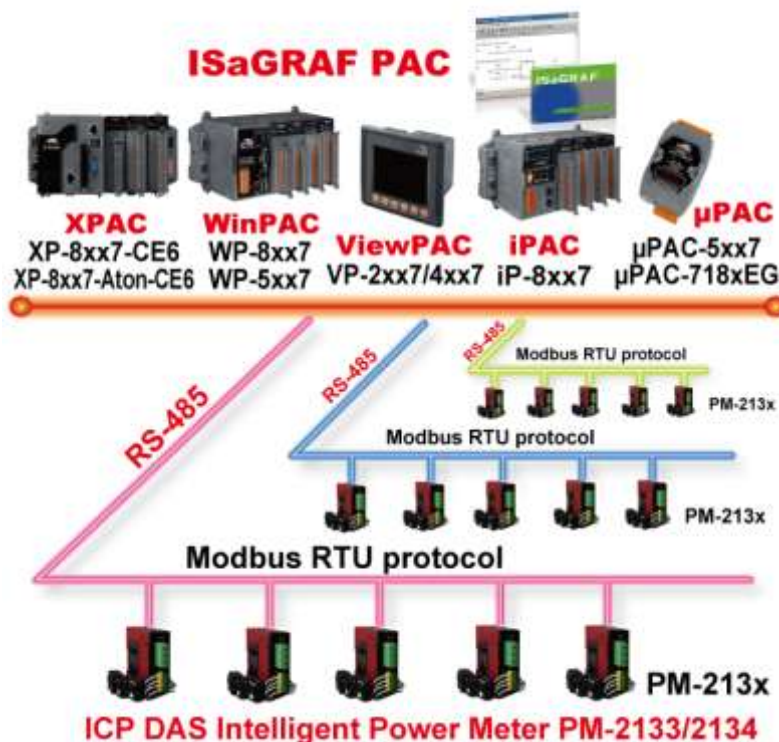 ISaGRAF PAC
ISaGRAF
XPAC
XP-8xx7-CE6
XP-8xx7-Aton-CE6
WinPAC
WP-8xx7
WP-5xx7
ViewPAC
VP-2xx7/4xx7
iPAC
iP-8xx7
µPAC
µPAC-5xx7
µPAC-718xEG
RS-485
Modbus RTU protocol
PM-213x
RS-485
Modbus RTU protocol
PM-213x
RS-485
Modbus RTU protocol
PM-213x
ICP DAS Intelligent Power Meter PM-2133/2134